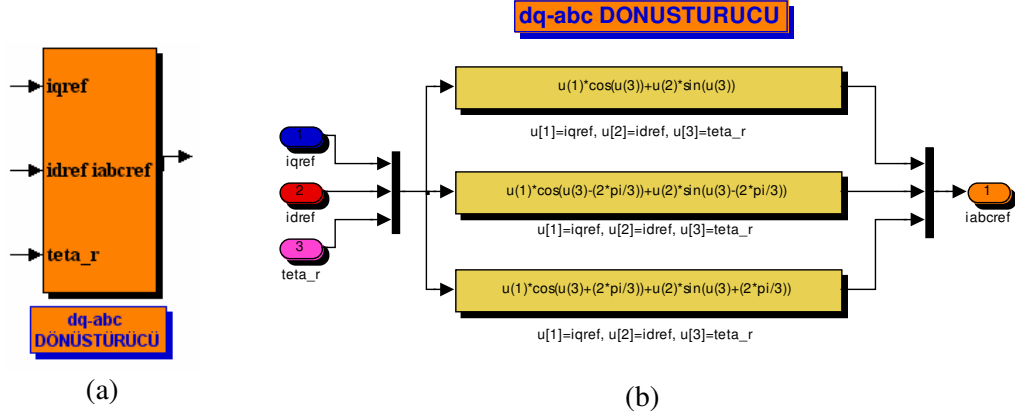 iqref
idref iabcref
teta_r
dq-abc
DÖNÜSTÜRÜCÜ
(a)
dq-abc DONUSTURUCU
1
iqref
2
idref
3
teta_r
u(1)*cos(u(3))+u(2)*sin(u(3))
u[1]=iqref, u[2]=idref, u[3]=teta_r
u(1)*cos(u(3)-(2*pi/3))+u(2)*sin(u(3)-(2*pi/3))
u[1]=iqref, u[2]=idref, u[3]=teta_r
u(1)*cos(u(3)+(2*pi/3))+u(2)*sin(u(3)+(2*pi/3))
u[1]=iqref, u[2]=idref, u[3]=teta_r
1
iabcref
(b)